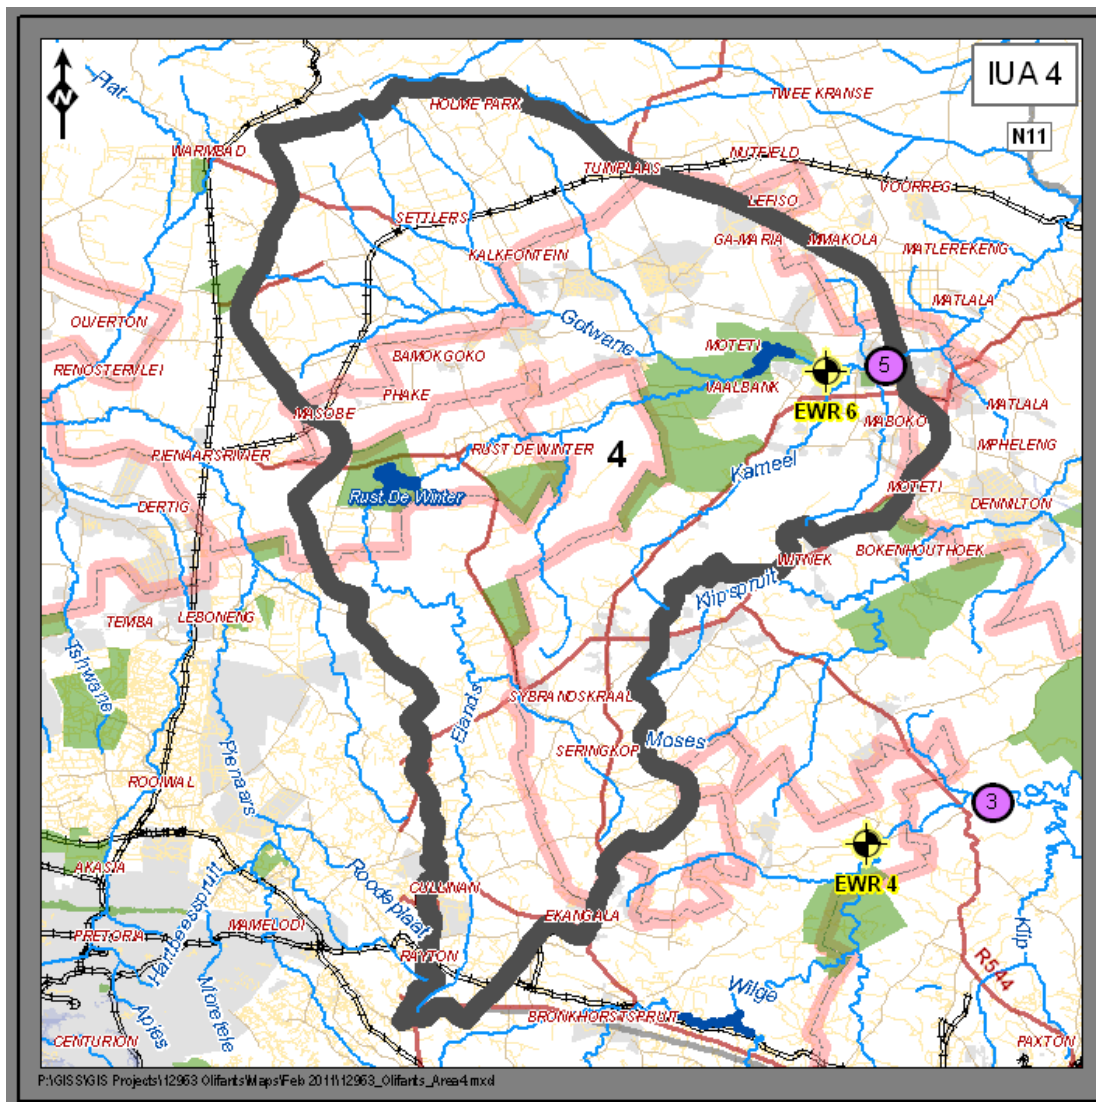 IUA 4
N
Plat
HOLME PARK
TWEE KRANSE
N11
WARMBAD
NUTFIELD
TUINPLAAS
VOORREG
LEFISO
SETTLERS
GA-MARIA
MMAKOLA
MATLEREKENG
KALKFONTEIN
MATLALA
OLVERTON
Gotwane
MOTETI
BAMOKGOKO
RENOSTERVLEI
5
PHAKE
VAALBANK
MATLALA
MASOBE
EWR 6
MABOKO
PIENAARSRIVIER
RUST DE WINTER
4
Kameel
MPHELENG
Rust De Winter
MOTETI
DERTIG
DENNILTON
BOKENHOUTHOEK
WITNEK
Klipspruit
TEMBA
LEBONENG
Tshwane
Elands
SYBRANDSKRAAL
Moses
SERINGKOP
Pienaars
ROOIWAL
3
AKASIA
Roodeplaat
CULLINAN
EWR 4
EKANGALA
Hartbeesspruit
MAMELODI
PRETORIA
RAYTON
Klip
R544
Wilge
Moretele
Apies
BRONKHORSTSPRUIT
CENTURION
PAXTON
P:\GISS\GIS Projects\12963 Olifants\Maps\Feb 2011\12963_Olifants_Area4.mxd